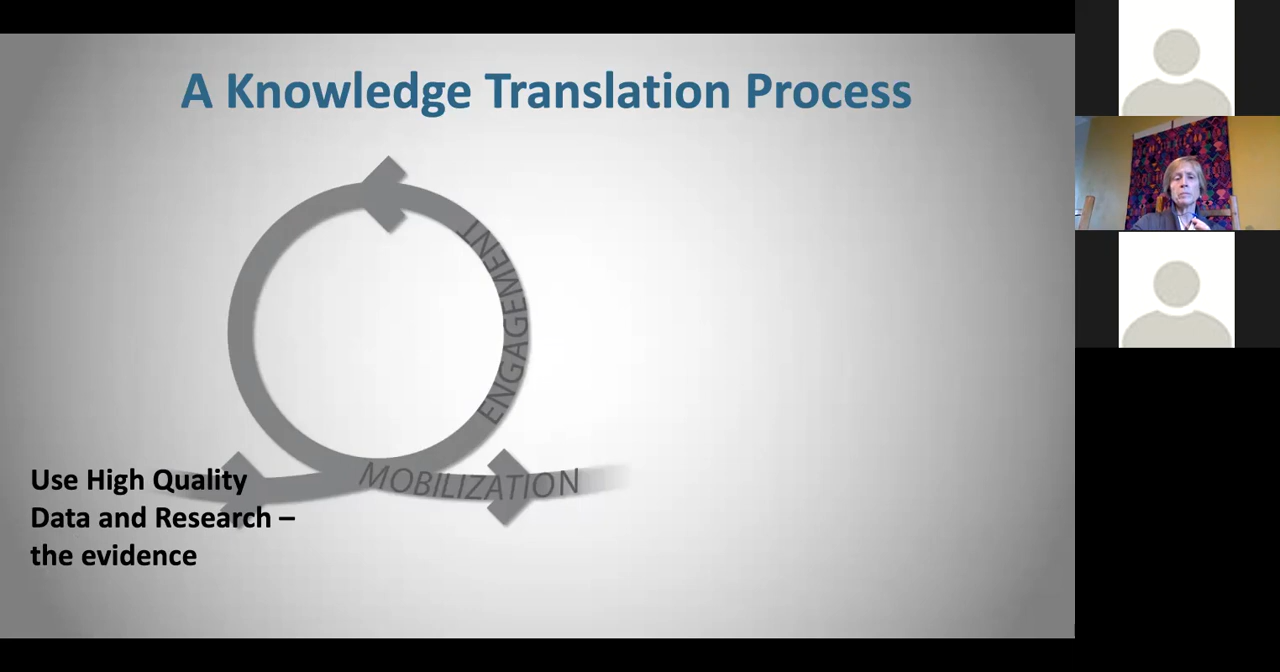 A Knowledge Translation Process
ENGAGEMENT
MOBILIZATION
Use High Quality
Data and Research –
the evidence